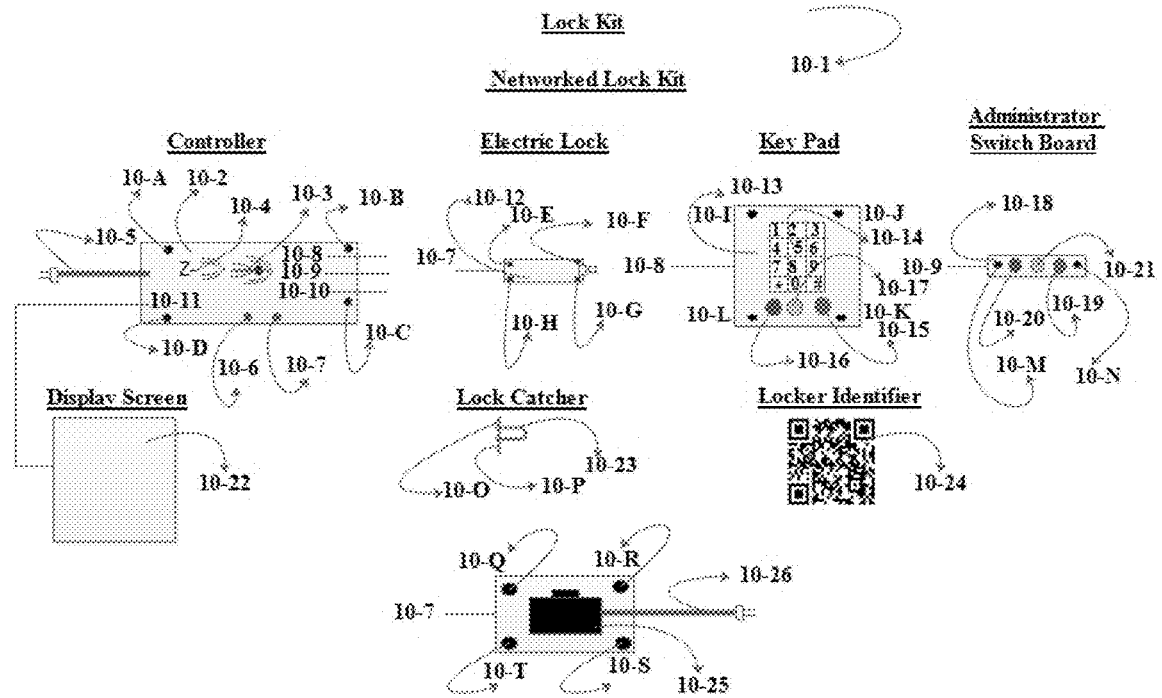 Lock Kit
10-1
Networked Lock Kit
Controller
Electric Lock
Key Pad
Administrator
Switch Board
10-A
10-2
10-3
10-B
10-4
10-5
10-8
10-9
10-10
10-11
10-D
10-6
10-7
10-C
10-12
10-E
10-F
10-7
10-H
10-G
10-13
10-I
10-J
1 2 3
4 5 6
7 8 9
* 0 #
10-14
10-8
10-17
10-L
10-K
10-15
10-16
10-18
10-9
10-21
10-19
10-20
10-M
10-N
Display Screen
10-22
Lock Catcher
10-23
10-O
10-P
Locker Identifier
10-24
10-Q
10-R
10-26
10-7
10-T
10-S
10-25